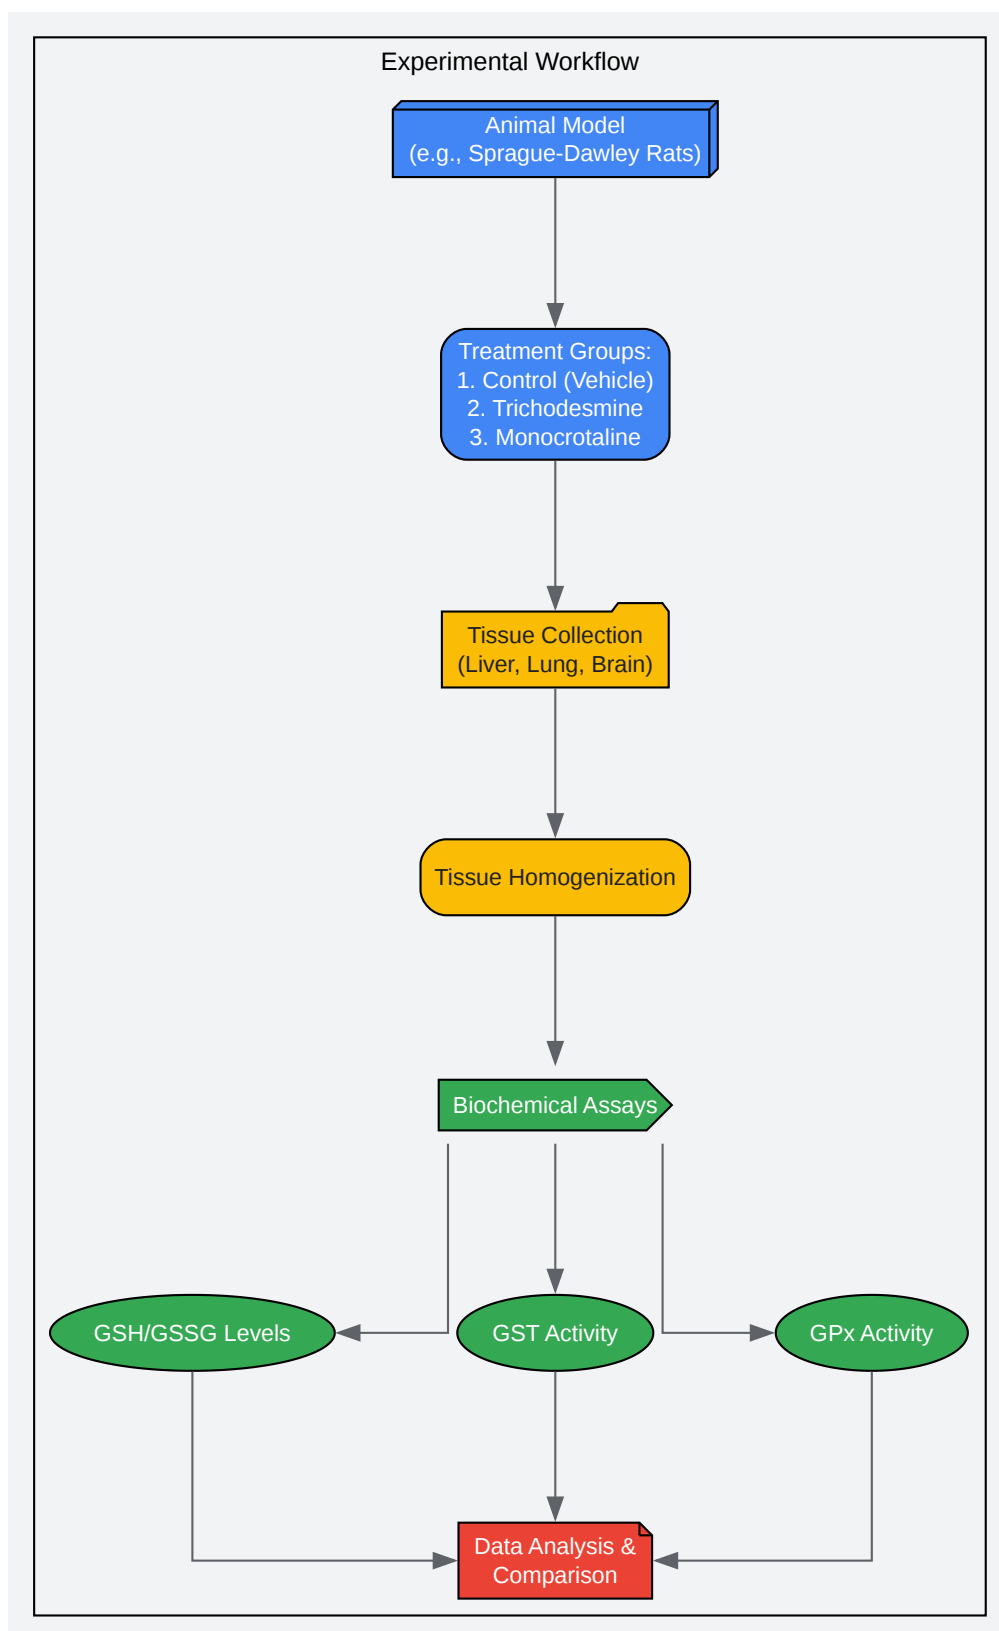 Experimental Workflow
Animal Model
(e.g., Sprague-Dawley Rats)
Treatment Groups:
1. Control (Vehicle)
2. Trichodesmine
3. Monocrotaline
Tissue Collection
(Liver, Lung, Brain)
Tissue Homogenization
Biochemical Assays
GSH/GSSG Levels
GST Activity
GPx Activity
Data Analysis &
Comparison